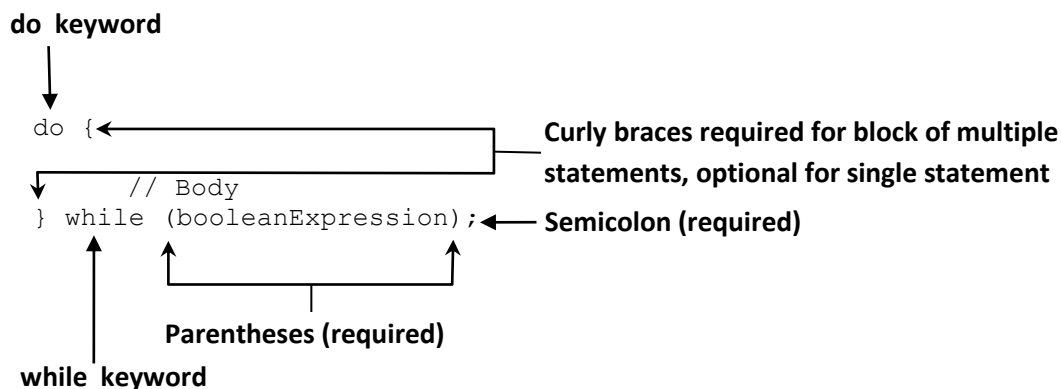 do keyword
do {
Curly braces required for block of multiple
statements, optional for single statement
// Body
} while (booleanExpression);
Semicolon (required)
Parentheses (required)
while keyword